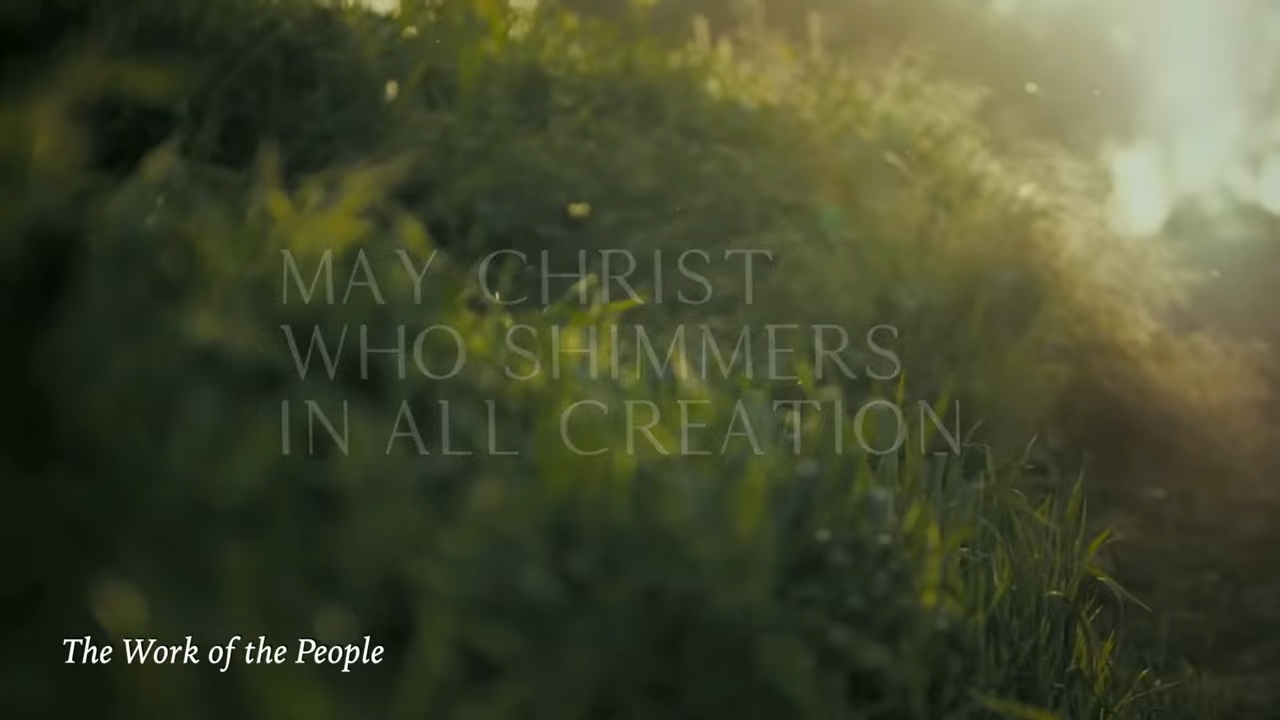 MAY CHRIST
WHO SHIMMERS
IN ALL CREATION
The Work of the People